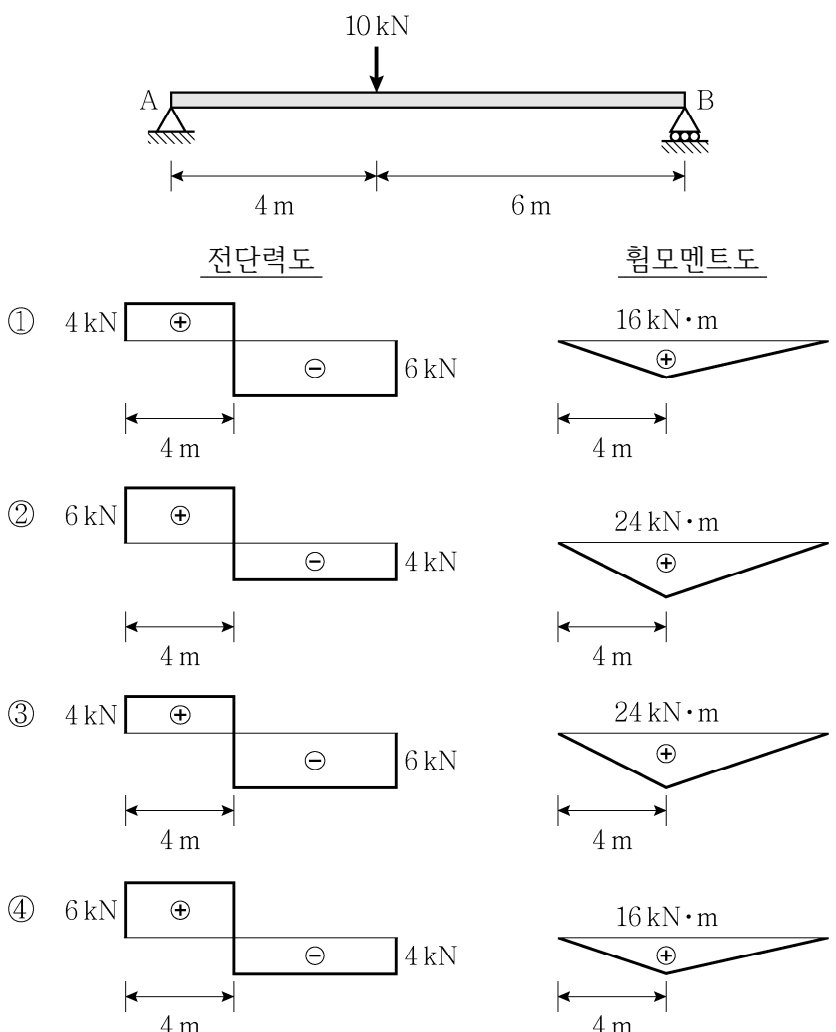 10 kN
A B
4 m 6 m
전단력도 휨모멘트도
① 4 kN ⊕ 16 kN·m
⊖ 6 kN ⊕
4 m 4 m
② 6 kN ⊕ 24 kN·m
⊖ 4 kN ⊕
4 m 4 m
③ 4 kN ⊕ 24 kN·m
⊖ 6 kN ⊕
4 m 4 m
④ 6 kN ⊕ 16 kN·m
⊖ 4 kN ⊕
4 m 4 m